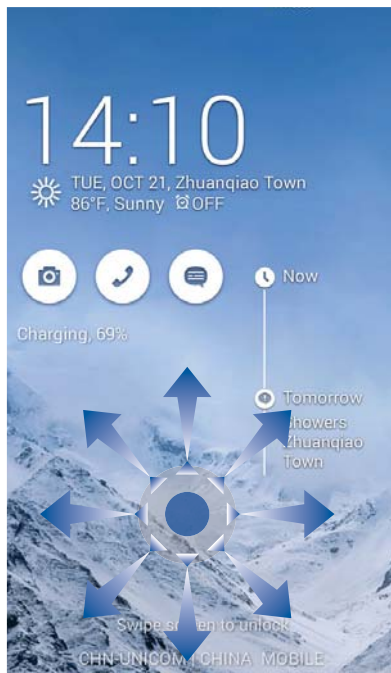 14:10
TUE, OCT 21, Zhuanqiao Town
86°F, Sunny OFF
Now
Charging, 69%
Tomorrow
Showers
Zhuanqiao
Town
Swipe screen to unlock
CHN-UNICOM | CHINA MOBILE